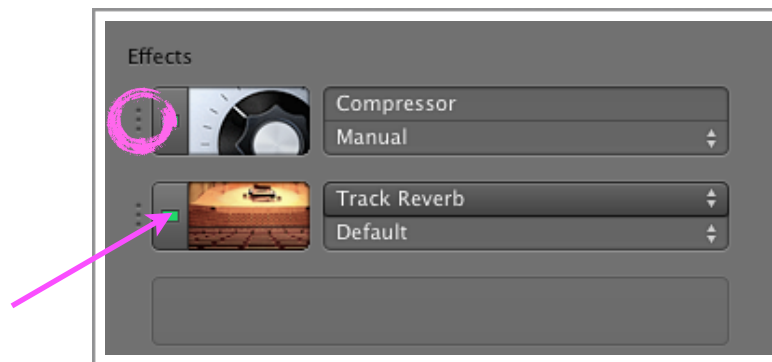 Effects
Compressor
Manual
Track Reverb
Default